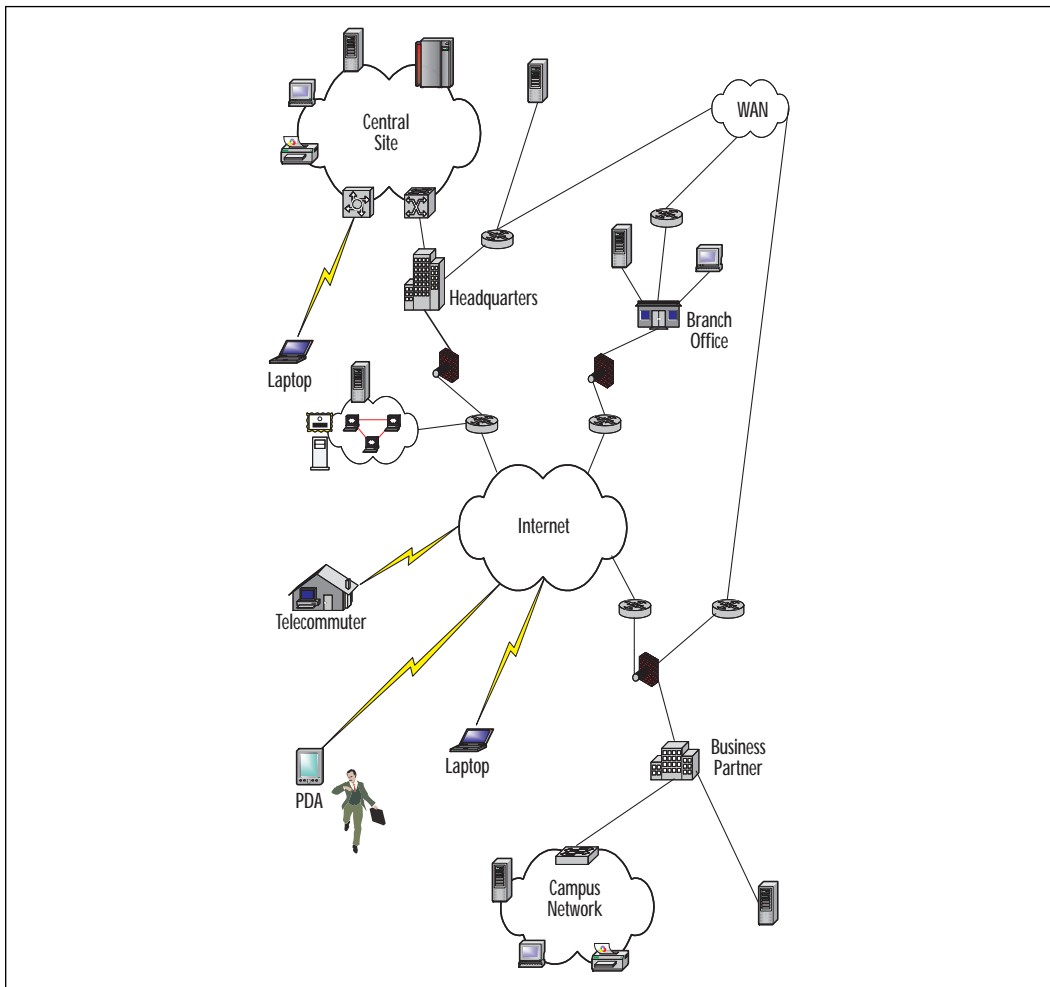 WAN
Central
Site
Headquarters
Branch
Office
Laptop
Internet
Telecommuter
Laptop
Business
Partner
PDA
Campus
Network